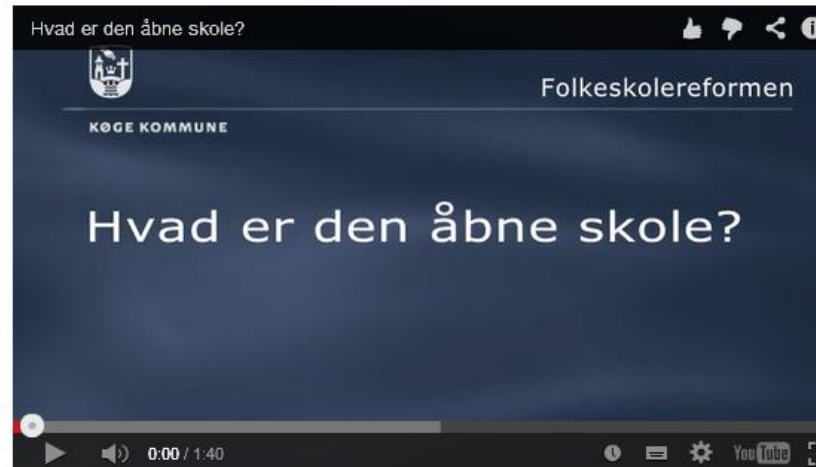 Hvad er den åbne skole?
Folkeskolereformen
KØGE KOMMUNE
Hvad er den åbne skole?
0:00 / 1:40
YouTube